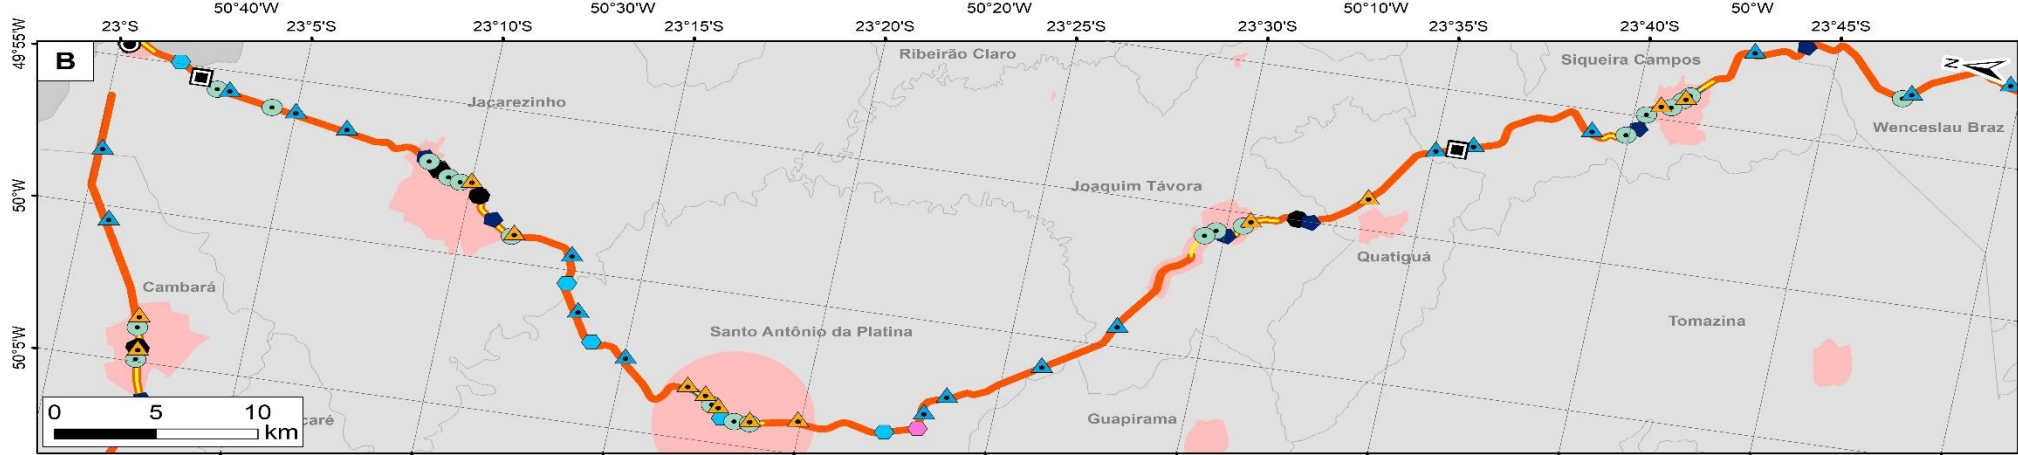 50°40'W 50°30'W 50°20'W 50°10'W 50°W
23°S 23°5'S 23°10'S 23°15'S 23°20'S 23°25'S 23°30'S 23°35'S 23°40'S 23°45'S
49°55'W
50°W
50°5'W
B
Ribeirão Claro
Siqueira Campos
N
Jacarezinho
Wenceslau Braz
Joaquim Távora
Quatiguá
Cambará
Santo Antônio da Platina
Tomazina
Guapirama
caré
0 5 10
km